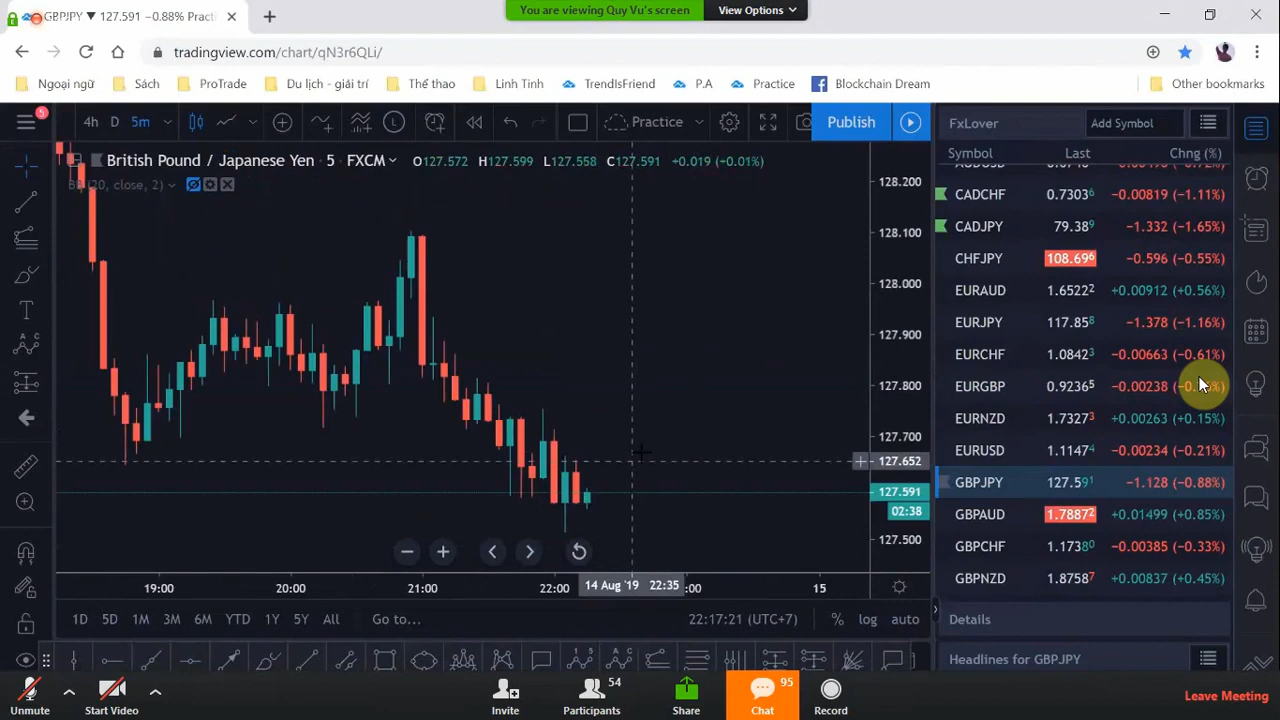 GBPJPY ▼ 127.591 −0.88% Practi
You are viewing Quy Vu's screen
View Options
tradingview.com/chart/qN3r6QLi/
Ngoại ngữ
Sách
ProTrade
Du lịch - giải trí
Thể thao
Linh Tinh
TrendIsFriend
P.A
Practice
Blockchain Dream
Other bookmarks
5
4h D 5m
Practice
Publish
British Pound / Japanese Yen · 5 · FXCM
O127.572 H127.599 L127.558 C127.591 +0.019 (+0.01%)
BB (20, close, 2)
128.200
128.100
128.000
127.900
127.800
127.700
127.652
127.591
02:38
127.500
19:00 20:00 21:00 22:00 14 Aug '19 22:35 :00 15
1D 5D 1M 3M 6M YTD 1Y 5Y All Go to... 22:17:21 (UTC+7) % log auto
FxLover
Add Symbol
Symbol Last Chng (%)
CADCHF 0.7303⁶ −0.00819 (−1.11%)
CADJPY 79.38⁹ −1.332 (−1.65%)
CHFJPY 108.69⁶ −0.596 (−0.55%)
EURAUD 1.6522² +0.00912 (+0.56%)
EURJPY 117.85⁸ −1.378 (−1.16%)
EURCHF 1.0842³ −0.00663 (−0.61%)
EURGBP 0.9236⁵ −0.00238
EURNZD 1.7327³ +0.00263 (+0.15%)
EURUSD 1.1147⁴ −0.00234 (−0.21%)
GBPJPY 127.59¹ −1.128 (−0.88%)
GBPAUD 1.7887² +0.01499 (+0.85%)
GBPCHF 1.1738⁰ −0.00385 (−0.33%)
GBPNZD 1.8758⁷ +0.00837 (+0.45%)
Details
Headlines for GBPJPY
Unmute
Start Video
Invite
54
Participants
Share
95
Chat
Record
Leave Meeting